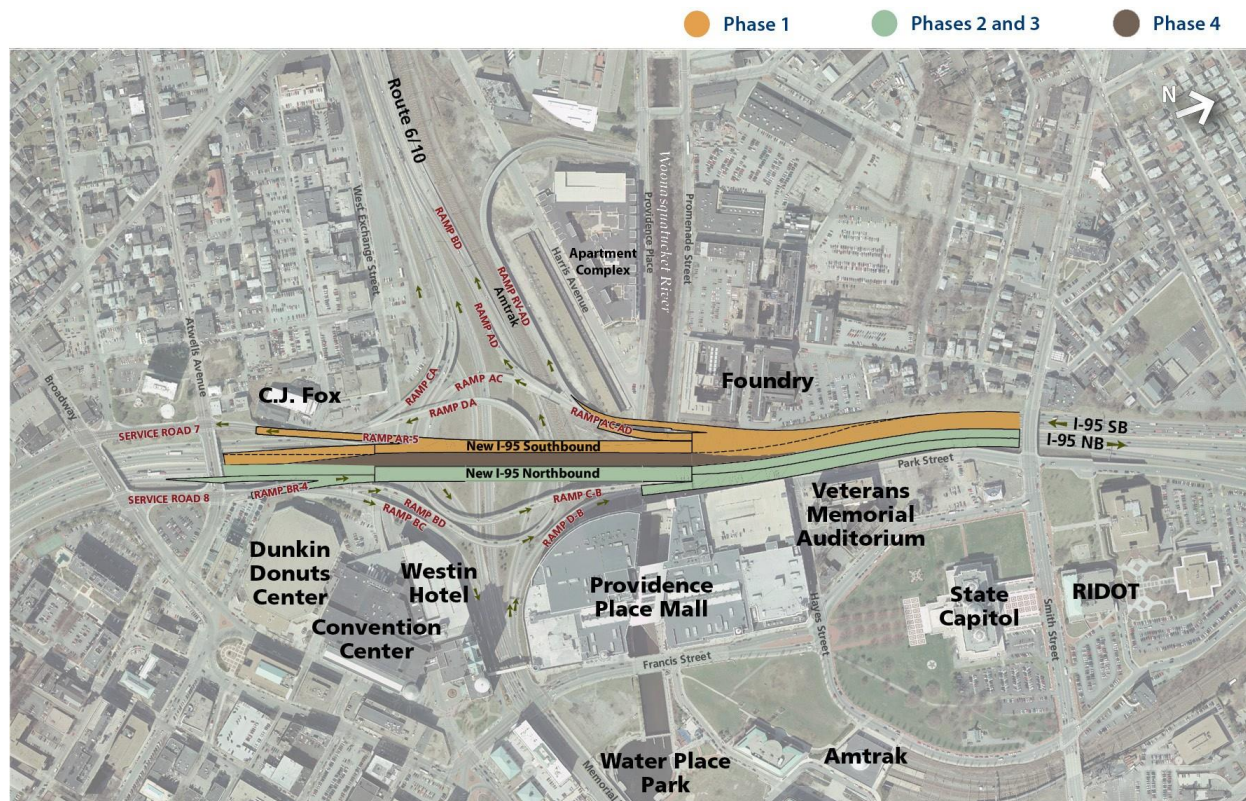 Phase 1
Phases 2 and 3
Phase 4
N
Route 6/10
West Exchange Street
RAMP BD
RAMP RV-AD
Amtrak
Harris Avenue
Apartment
Complex
Providence Place
Woonasquatucket River
Promenade Street
RAMP AD
Atwells Avenue
Broadway
C.J. Fox
RAMP CA
RAMP AC
RAMP DA
RAMP AC-AD
Foundry
SERVICE ROAD 7
RAMP AR-5
New I-95 Southbound
I-95 SB
I-95 NB
New I-95 Northbound
Park Street
SERVICE ROAD 8
RAMP BR-4
RAMP BD
RAMP BC
RAMP C-B
RAMP D-B
Veterans
Memorial
Auditorium
Dunkin
Donuts
Center
Westin
Hotel
Convention
Center
Providence
Place Mall
State
Capitol
RIDOT
Hayes Street
Smith Street
Francis Street
Memorial
Water Place
Park
Amtrak